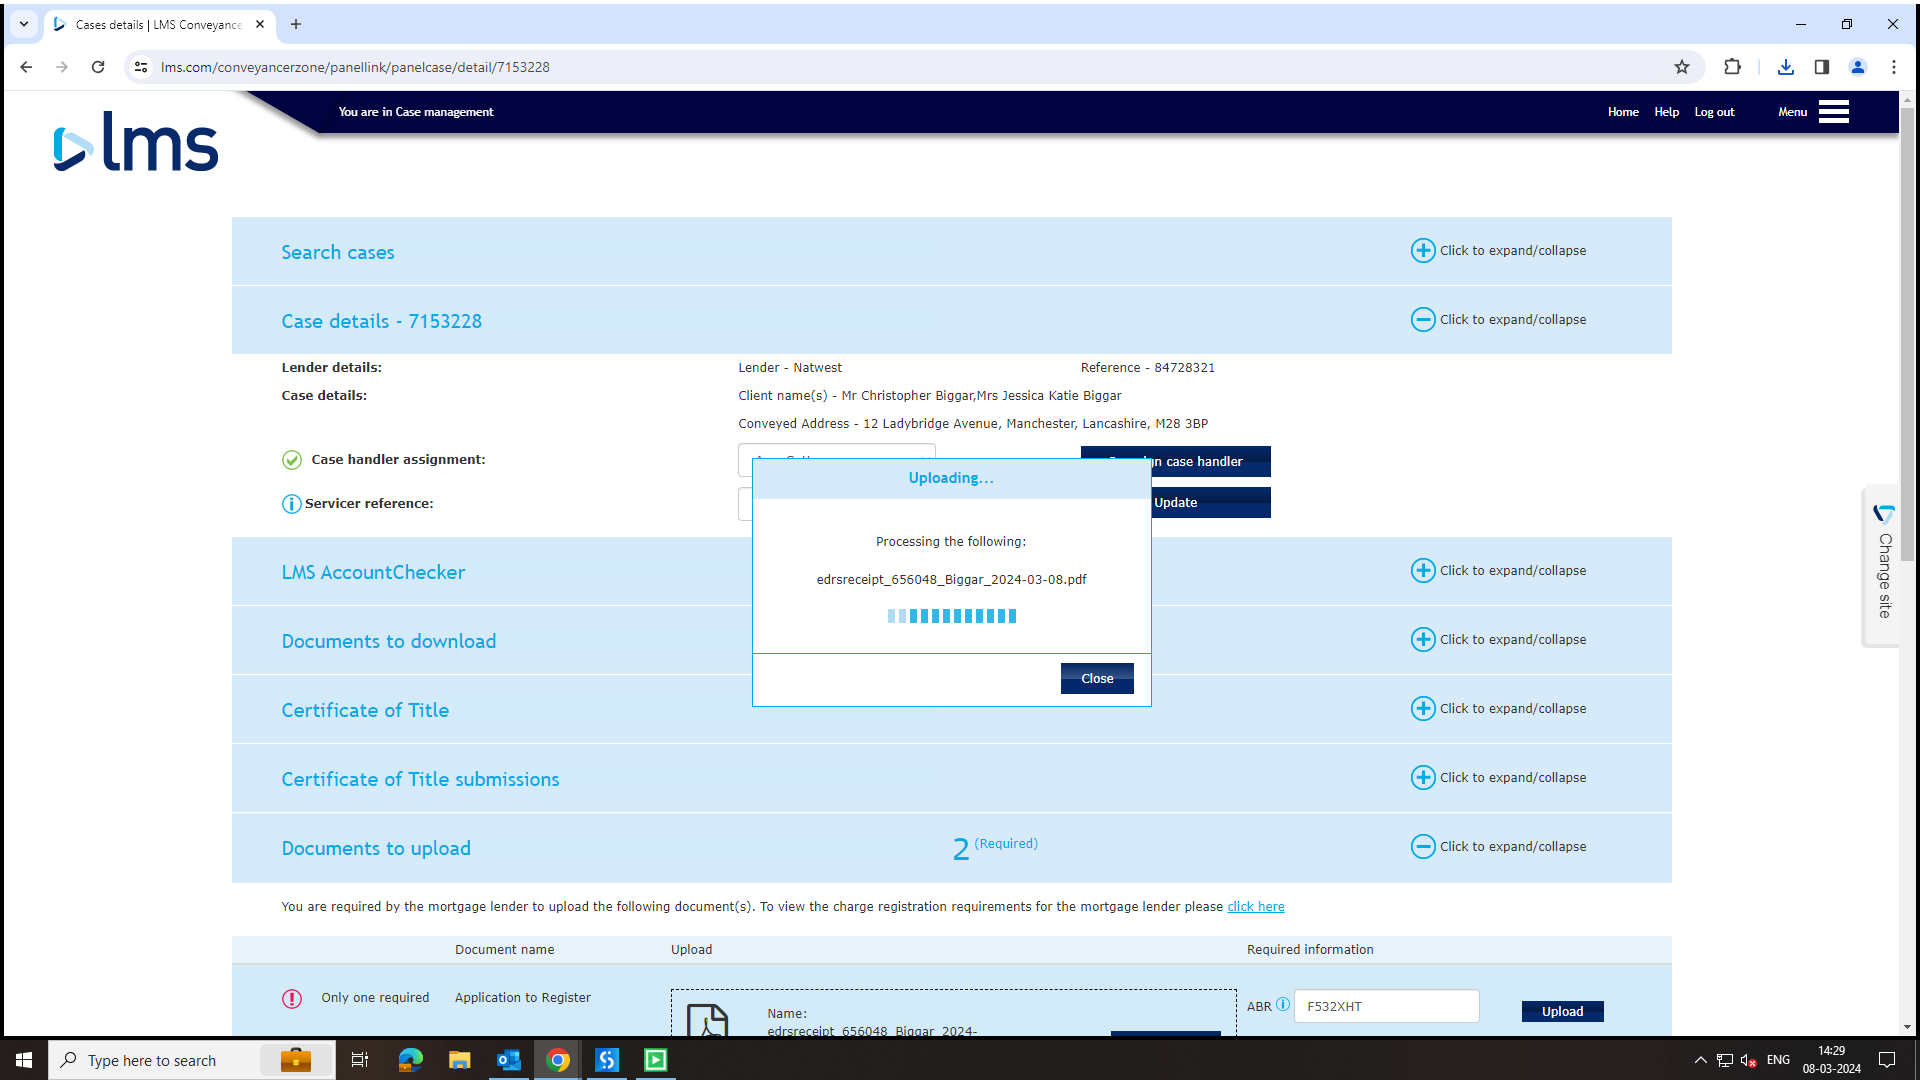 Cases details | LMS Conveyance
lms.com/conveyancerzone/panellink/panelcase/detail/7153228
lms
You are in Case management
Home Help Log out Menu
Search cases
Click to expand/collapse
Case details - 7153228
Click to expand/collapse
Lender details:
Lender - Natwest
Reference - 84728321
Case details:
Client name(s) - Mr Christopher Biggar,Mrs Jessica Katie Biggar
Conveyed Address - 12 Ladybridge Avenue, Manchester, Lancashire, M28 3BP
Case handler assignment:
case handler
Servicer reference:
Update
Uploading...
Processing the following:
edrsreceipt_656048_Biggar_2024-03-08.pdf
Close
LMS AccountChecker
Click to expand/collapse
Documents to download
Click to expand/collapse
Certificate of Title
Click to expand/collapse
Certificate of Title submissions
Click to expand/collapse
Documents to upload
2 (Required)
Click to expand/collapse
Change site
You are required by the mortgage lender to upload the following document(s). To view the charge registration requirements for the mortgage lender please click here
Document name Upload Required information
Only one required Application to Register
Name:
edrsreceipt_656048_Biggar_2024-
ABR F532XHT
Upload
Type here to search
ENG
14:29
08-03-2024